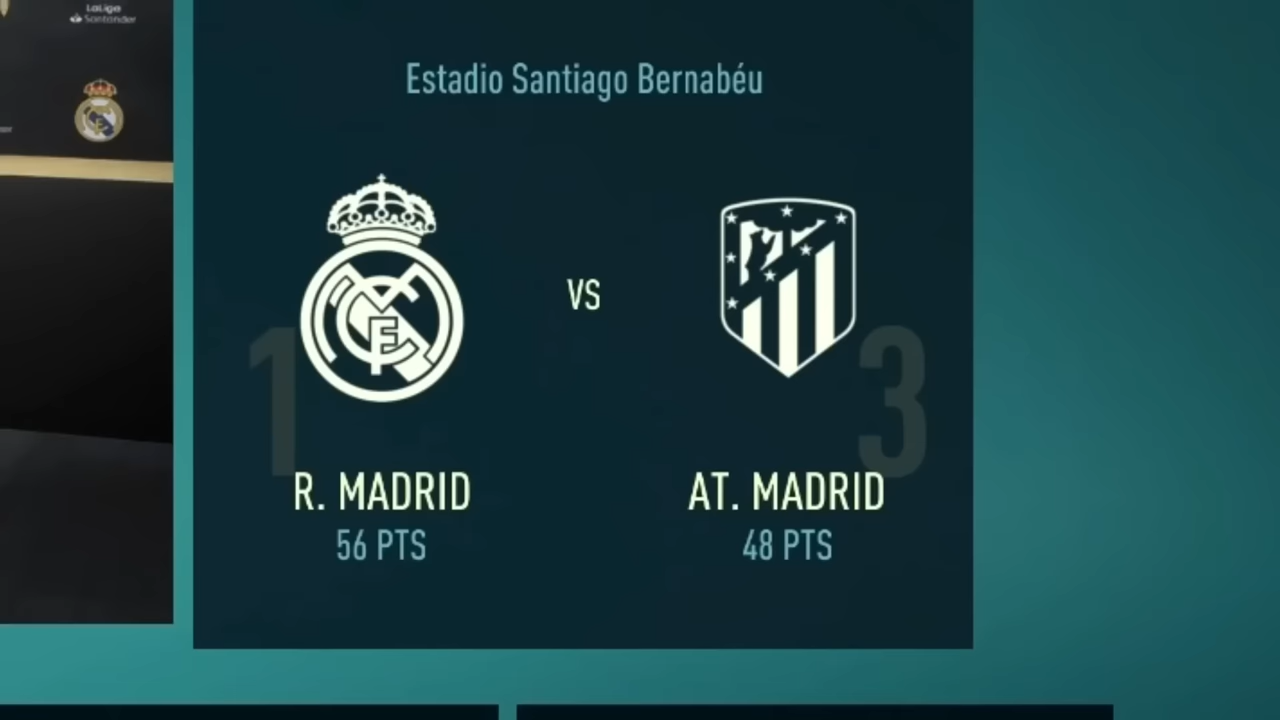 LaLiga
Santander
Estadio Santiago Bernabéu
VS
1
3
R. MADRID
AT. MADRID
56 PTS
48 PTS